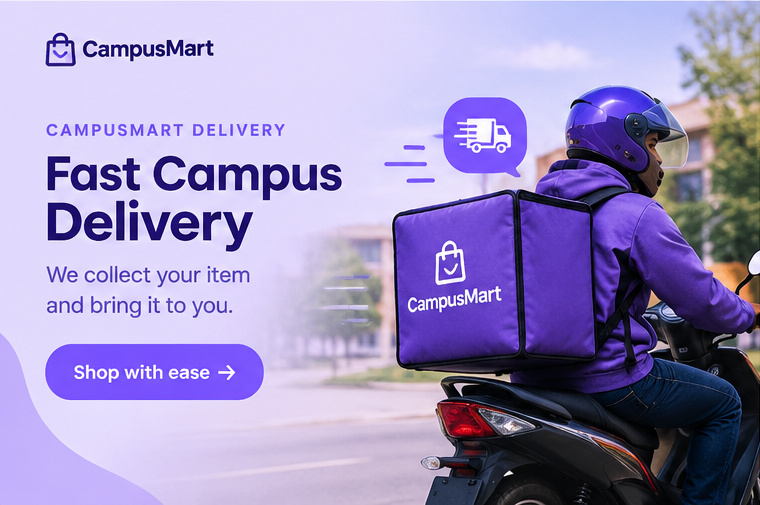 CampusMart
CAMPUSMART DELIVERY
Fast Campus
Delivery
We collect your item
and bring it to you.
Shop with ease →
CampusMart